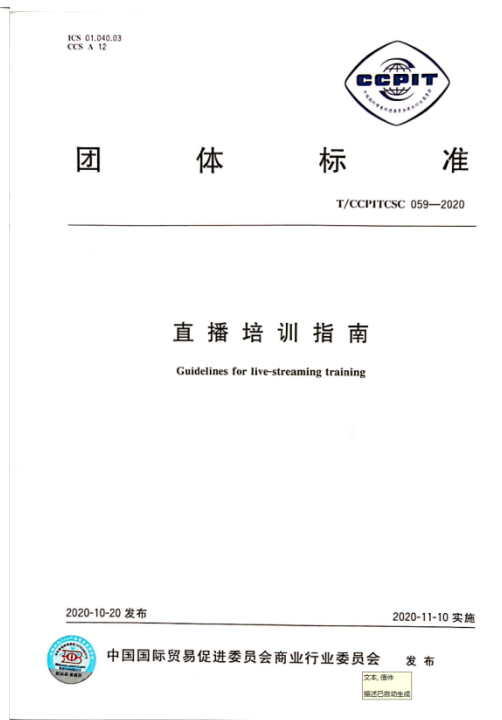 ICS 01.040.03
CCS A 12
CCPIT
团体标准
T/CCPITCSC 059—2020
直播培训指南
Guidelines for live-streaming training
2020-10-20 发布
2020-11-10 实施
中国国际贸易促进委员会商业行业委员会 发布
文本, 信件
描述已自动生成